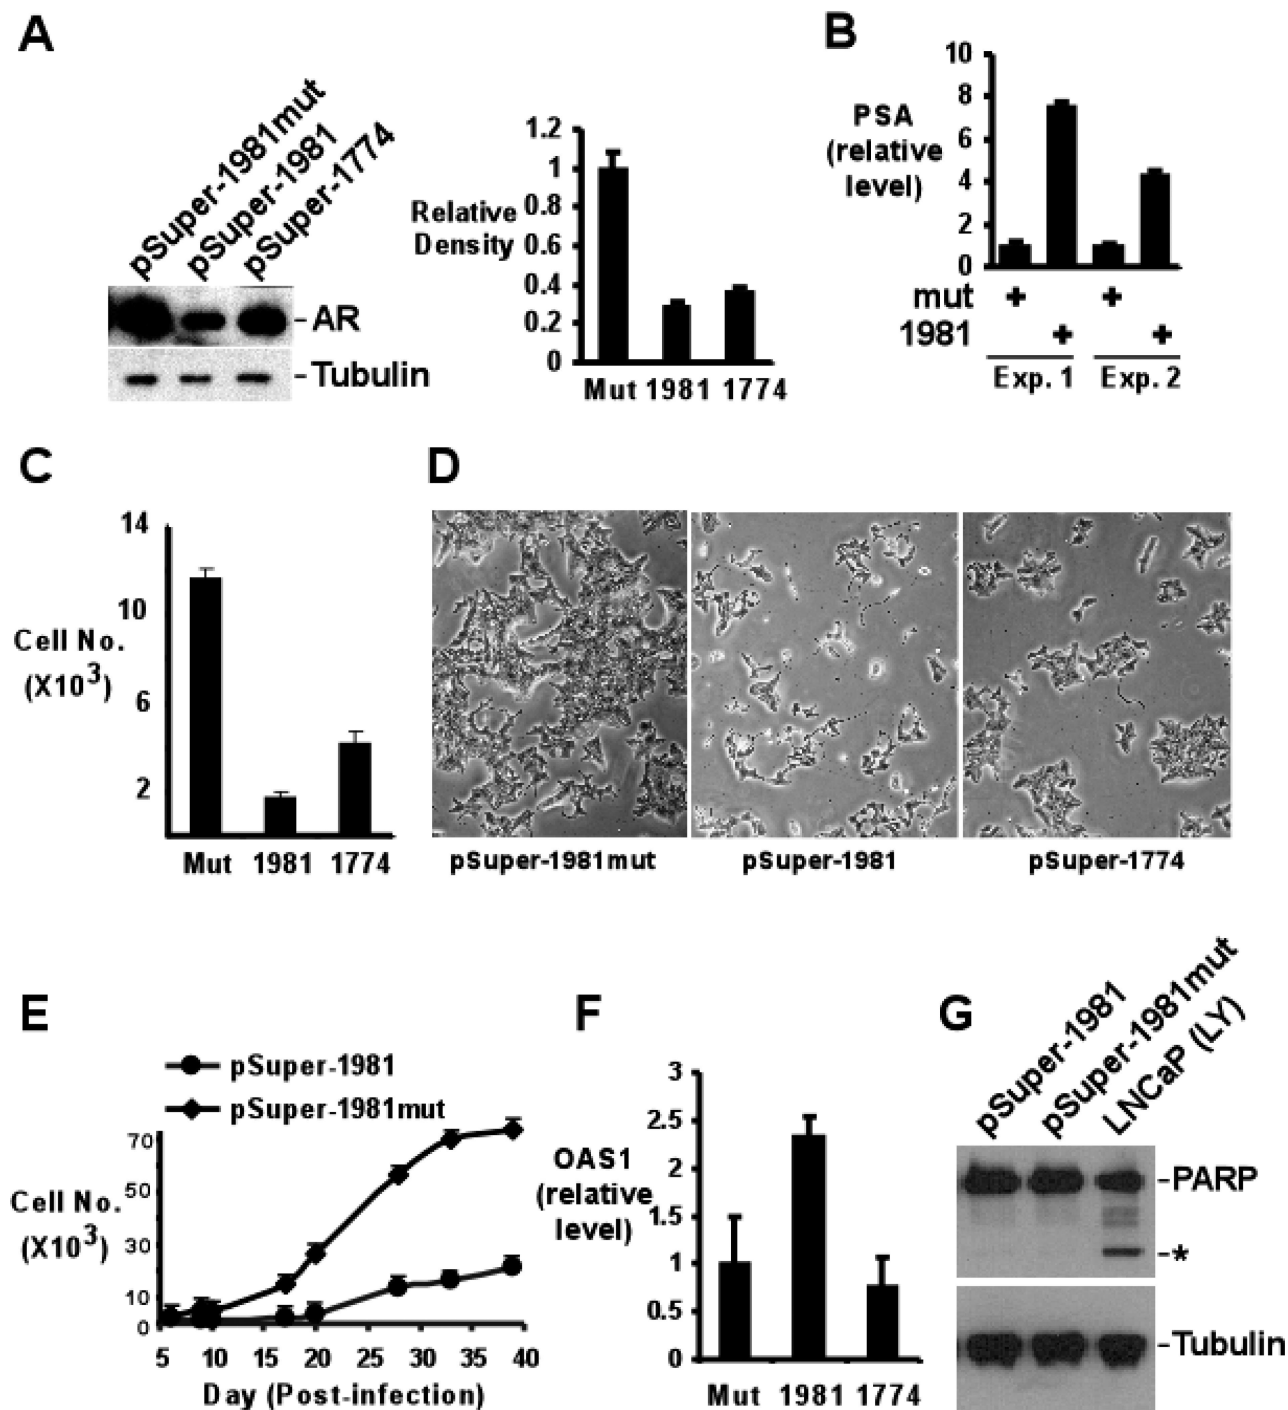 A
pSuper-1981mut
pSuper-1981
pSuper-1774
-AR
-Tubulin
Relative
Density
1.2
1
0.8
0.6
0.4
0.2
0
Mut 1981 1774
B
PSA
(relative
level)
10
8
6
4
2
0
mut + +
1981 + +
Exp. 1 Exp. 2
C
Cell No.
(X10³)
14
10
6
2
Mut 1981 1774
D
pSuper-1981mut pSuper-1981 pSuper-1774
E
pSuper-1981
pSuper-1981mut
Cell No.
(X10³)
70
50
30
10
0
5 10 15 20 25 30 35 40
Day (Post-infection)
F
OAS1
(relative
level)
3
2.5
2
1.5
1
0.5
0
Mut 1981 1774
G
pSuper-1981
pSuper-1981mut
LNCaP (LY)
-PARP
-*
-Tubulin